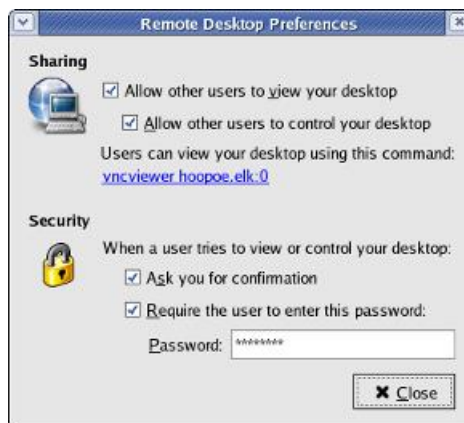 Remote Desktop Preferences
Sharing
Allow other users to view your desktop
Allow other users to control your desktop
Users can view your desktop using this command:
vncviewer hoopoe.elk:0
Security
When a user tries to view or control your desktop:
Ask you for confirmation
Require the user to enter this password:
Password: ********
Close